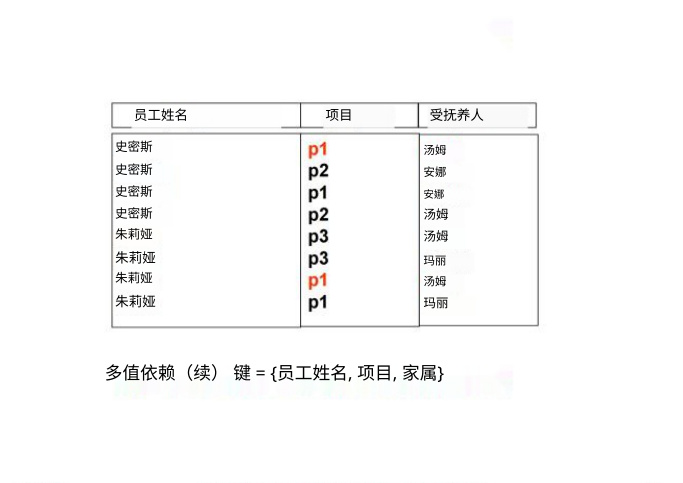 员工姓名 项目 受抚养人
史密斯 p1 汤姆
史密斯 p2 安娜
史密斯 p1 安娜
史密斯 p2 汤姆
朱莉娅 p3 汤姆
朱莉娅 p3 玛丽
朱莉娅 p1 汤姆
朱莉娅 p1 玛丽
多值依赖（续） 键 = {员工姓名, 项目, 家属}